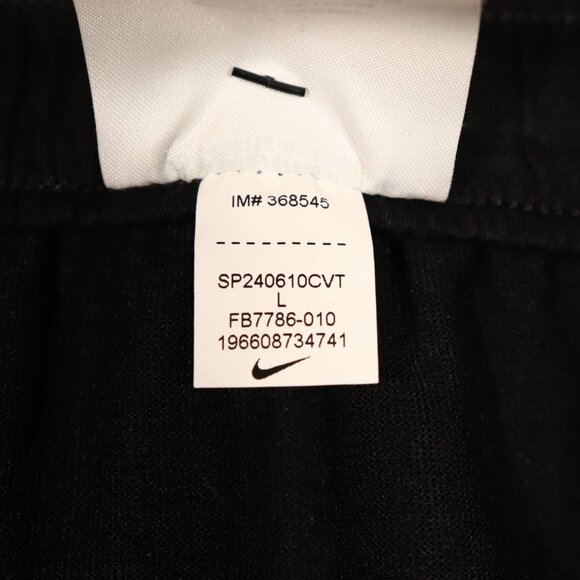 IM# 368545
- - - - - - - - - - - -
SP240610CVT
L
FB7786-010
196608734741